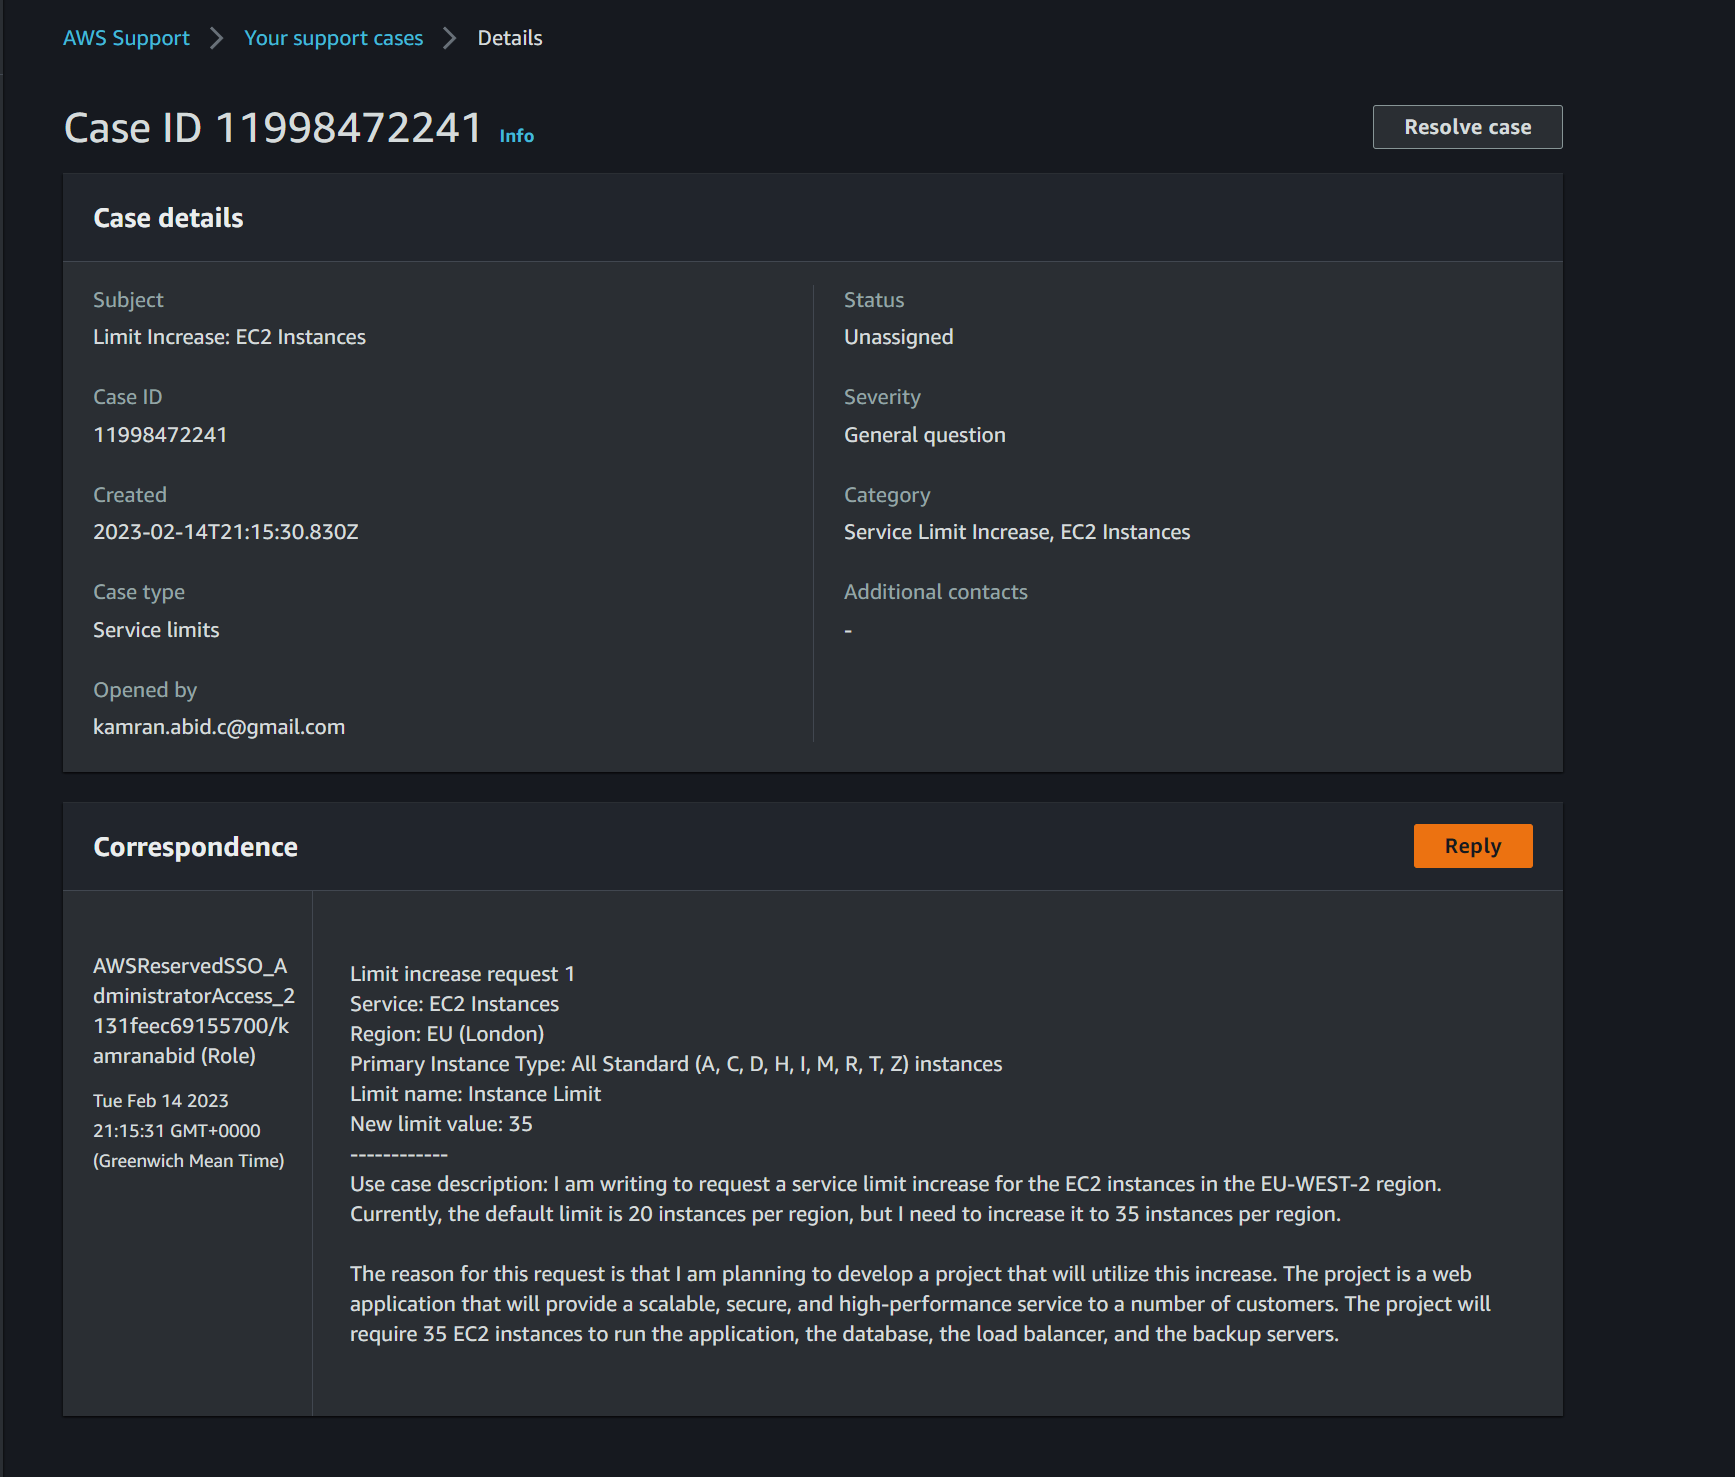 AWS Support > Your support cases > Details
Case ID 11998472241 Info
Resolve case
Case details
Subject
Limit Increase: EC2 Instances
Case ID
11998472241
Created
2023-02-14T21:15:30.830Z
Case type
Service limits
Opened by
kamran.abid.c@gmail.com
Status
Unassigned
Severity
General question
Category
Service Limit Increase, EC2 Instances
Additional contacts
-
Correspondence
Reply
AWSReservedSSO_A
dministratorAccess_2
131feec69155700/k
amranabid (Role)
Tue Feb 14 2023
21:15:31 GMT+0000
(Greenwich Mean Time)
Limit increase request 1
Service: EC2 Instances
Region: EU (London)
Primary Instance Type: All Standard (A, C, D, H, I, M, R, T, Z) instances
Limit name: Instance Limit
New limit value: 35
------------
Use case description: I am writing to request a service limit increase for the EC2 instances in the EU-WEST-2 region.
Currently, the default limit is 20 instances per region, but I need to increase it to 35 instances per region.
The reason for this request is that I am planning to develop a project that will utilize this increase. The project is a web
application that will provide a scalable, secure, and high-performance service to a number of customers. The project will
require 35 EC2 instances to run the application, the database, the load balancer, and the backup servers.